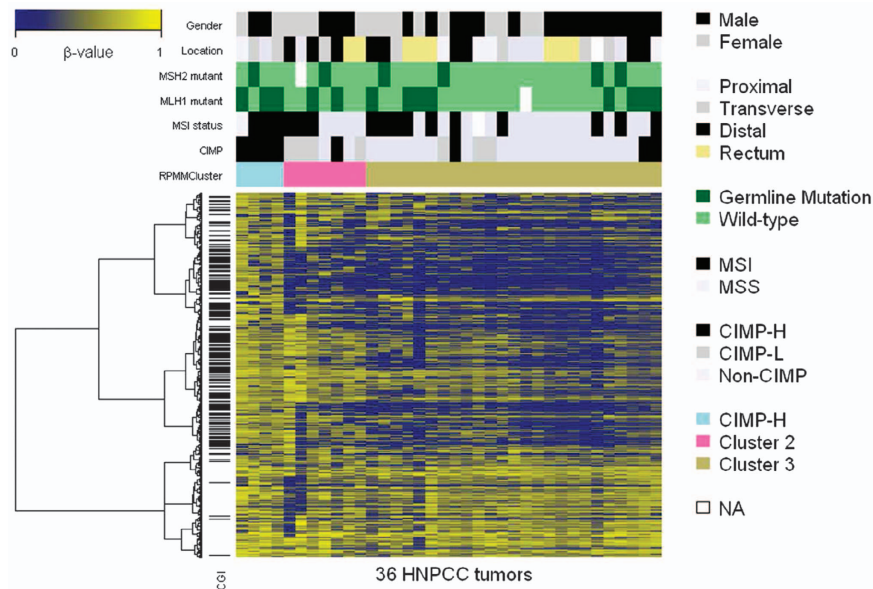 0
1
β-value
Gender
Location
MSH2 mutant
MLH1 mutant
MSI status
CIMP
RPMMCluster
Male
Female
Proximal
Transverse
Distal
Rectum
Germline Mutation
Wild-type
MSI
MSS
CIMP-H
CIMP-L
Non-CIMP
CIMP-H
Cluster 2
Cluster 3
NA
CGI
36 HNPCC tumors